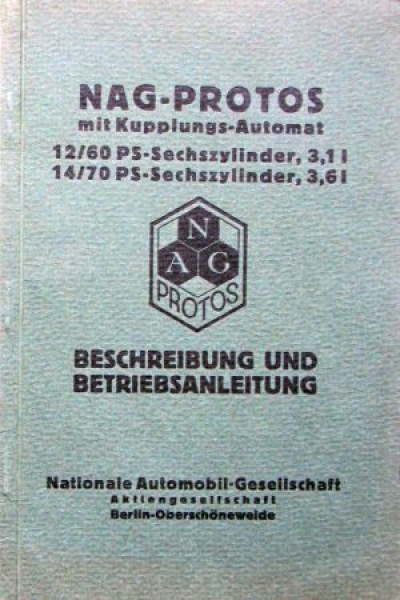 NAG-PROTOS
mit Kupplungs-Automat
12/60 PS-Sechszylinder, 3,1 l
14/70 PS-Sechszylinder, 3,6 l
N
A G
PROTOS
BESCHREIBUNG UND
BETRIEBSANLEITUNG
Nationale Automobil-Gesellschaft
Aktiengesellschaft
Berlin-Oberschöneweide